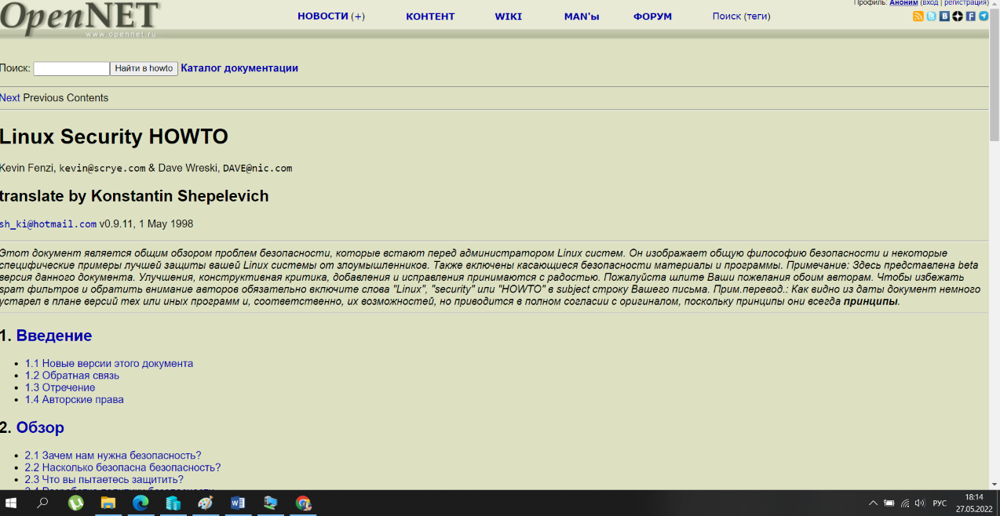 OpenNET
www.opennet.ru
НОВОСТИ (+) КОНТЕНТ WIKI MAN'ы ФОРУМ Поиск (теги)
Профиль: Аноним (вход | регистрация)
Поиск: Найти в howto Каталог документации
Next Previous Contents
Linux Security HOWTO
Kevin Fenzi, kevin@scrye.com & Dave Wreski, DAVE@nic.com
translate by Konstantin Shepelevich
sh_ki@hotmail.com v0.9.11, 1 May 1998
Этот документ является общим обзором проблем безопасности, которые встают перед администратором Linux систем. Он изображает общую философию безопасности и некоторые
специфические примеры лучшей защиты вашей Linux системы от злоумышленников. Также включены касающиеся безопасности материалы и программы. Примечание: Здесь представлена beta
версия данного документа. Улучшения, конструктивная критика, добавления и исправления принимаются с радостью. Пожалуйста шлите Ваши пожелания обоим авторам. Чтобы избежать
spam фильтров и обратить внимание авторов обязательно включите слова "Linux", "security" или "HOWTO" в subject строку Вашего письма. Прим.перевод.: Как видно из даты документ немного
устарел в плане версий тех или иных программ и, соответственно, их возможностей, но приводится в полном согласии с оригиналом, поскольку принципы они всегда принципы.
1. Введение
1.1 Новые версии этого документа
1.2 Обратная связь
1.3 Отречение
1.4 Авторские права
2. Обзор
2.1 Зачем нам нужна безопасность?
2.2 Насколько безопасна безопасность?
2.3 Что вы пытаетесь защитить?
2.4 Разработка политики безопасности
РУС
18:14
27.05.2022